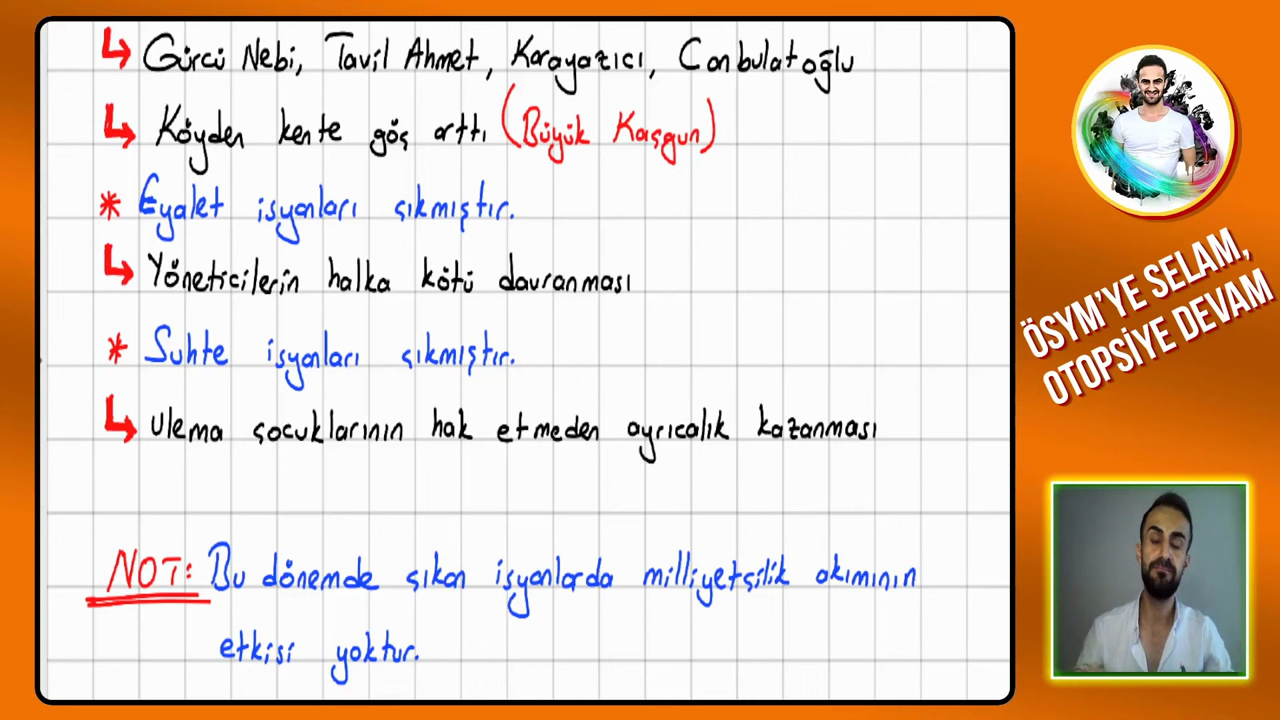 Gürcü Nebi, Tavil Ahmet, Karayazıcı, Canbulatoğlu
Köyden kente göç arttı (Büyük Kaçgun)
* Eyalet isyanları çıkmıştır.
Yöneticilerin halka kötü davranması
* Suhte isyanları çıkmıştır.
Ulema çocuklarının hak etmeden ayrıcalık kazanması
NOT: Bu dönemde çıkan isyanlarda milliyetçilik akımının
etkisi yoktur.
ÖSYM'YE SELAM,
OTOPSİYE DEVAM